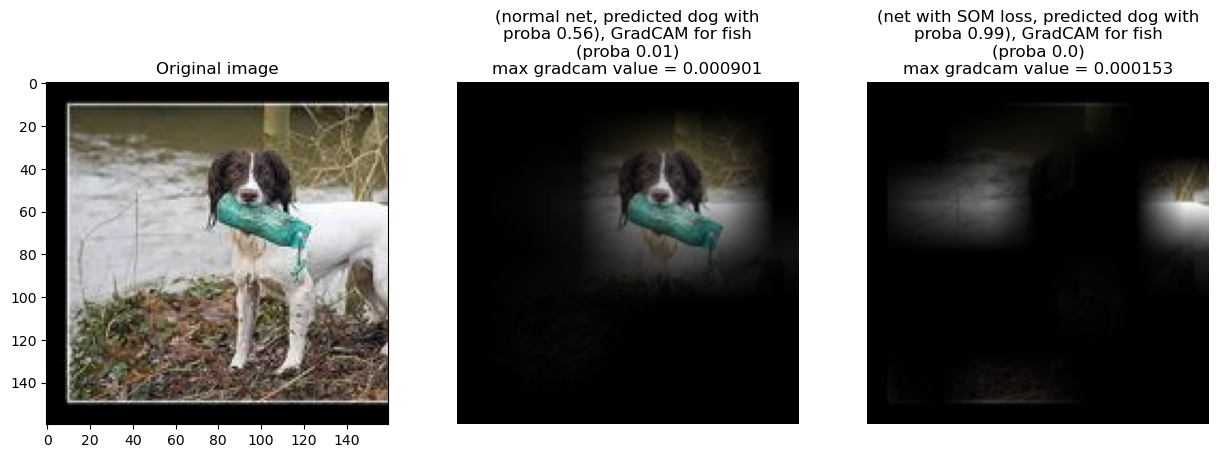 Original image
0
20
40
60
80
100
120
140
0 20 40 60 80 100 120 140
(normal net, predicted dog with
proba 0.56), GradCAM for fish
(proba 0.01)
max gradcam value = 0.000901
(net with SOM loss, predicted dog with
proba 0.99), GradCAM for fish
(proba 0.0)
max gradcam value = 0.000153